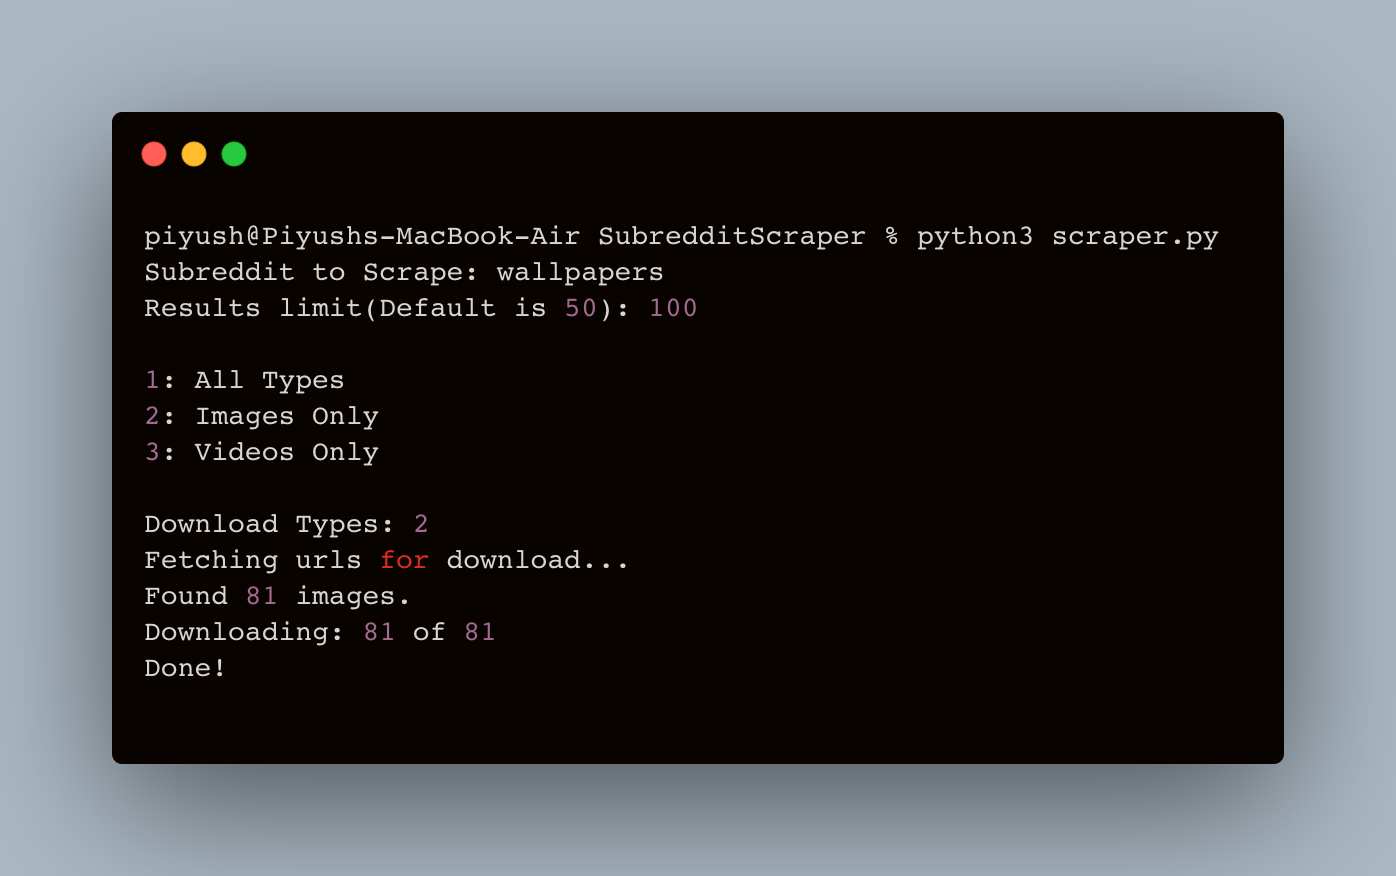 piyush@Piyushs-MacBook-Air SubredditScraper % python3 scraper.py
Subreddit to Scrape: wallpapers
Results limit(Default is 50): 100
1: All Types
2: Images Only
3: Videos Only
Download Types: 2
Fetching urls for download...
Found 81 images.
Downloading: 81 of 81
Done!